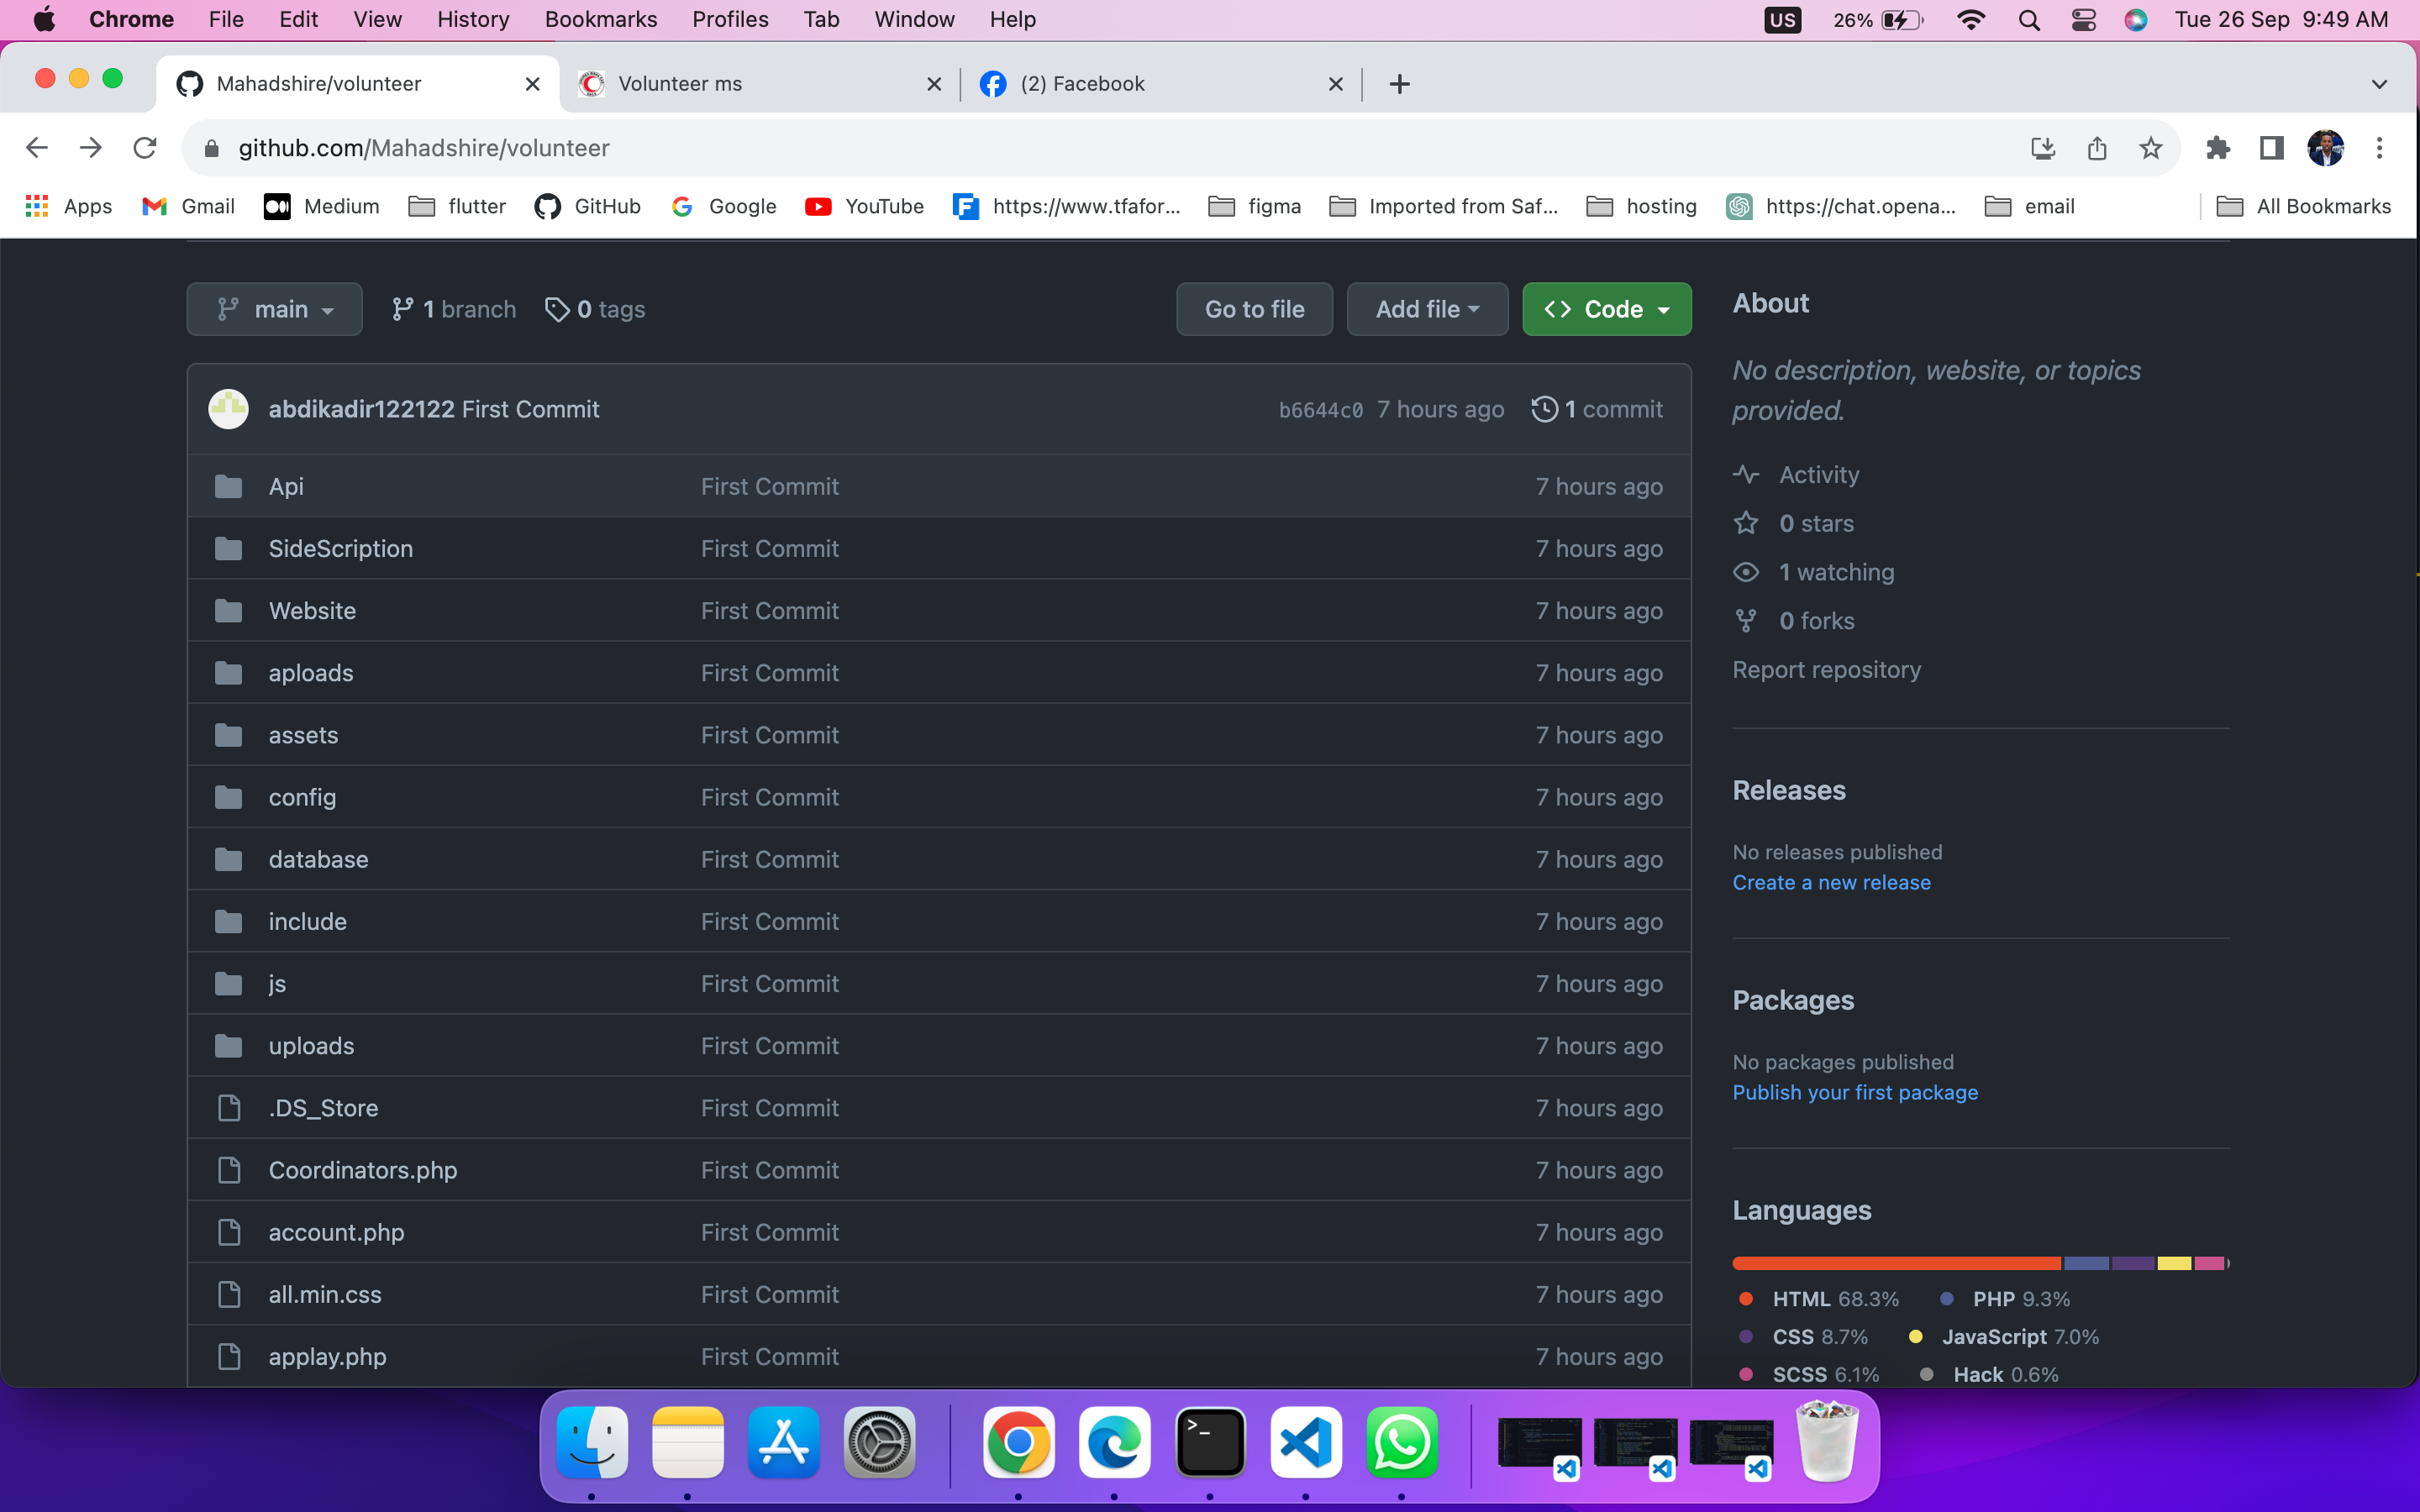 Chrome File Edit View History Bookmarks Profiles Tab Window Help US 26% Tue 26 Sep 9:49 AM
Mahadshire/volunteer Volunteer ms (2) Facebook
github.com/Mahadshire/volunteer
Apps Gmail Medium flutter GitHub Google YouTube https://www.tfafor... figma Imported from Saf... hosting https://chat.opena... email All Bookmarks
main 1 branch 0 tags Go to file Add file Code
abdikadir122122 First Commit b6644c0 7 hours ago 1 commit
Api First Commit 7 hours ago
SideScription First Commit 7 hours ago
Website First Commit 7 hours ago
aploads First Commit 7 hours ago
assets First Commit 7 hours ago
config First Commit 7 hours ago
database First Commit 7 hours ago
include First Commit 7 hours ago
js First Commit 7 hours ago
uploads First Commit 7 hours ago
.DS_Store First Commit 7 hours ago
Coordinators.php First Commit 7 hours ago
account.php First Commit 7 hours ago
all.min.css First Commit 7 hours ago
applay.php First Commit 7 hours ago
About
No description, website, or topics
provided.
Activity
0 stars
1 watching
0 forks
Report repository
Releases
No releases published
Create a new release
Packages
No packages published
Publish your first package
Languages
HTML 68.3% PHP 9.3%
CSS 8.7% JavaScript 7.0%
SCSS 6.1% Hack 0.6%